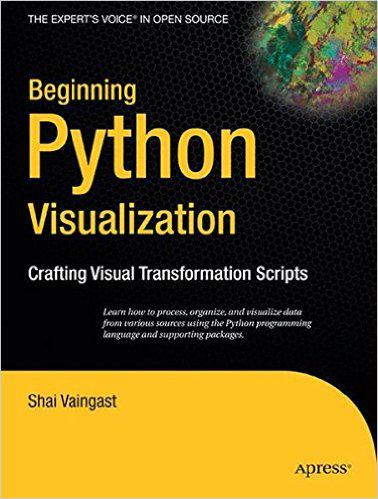 THE EXPERT'S VOICE® IN OPEN SOURCE
Beginning
Python
Visualization
Crafting Visual Transformation Scripts
Learn how to process, organize, and visualize data
from various sources using the Python programming
language and supporting packages.
Shai Vaingast
Apress®